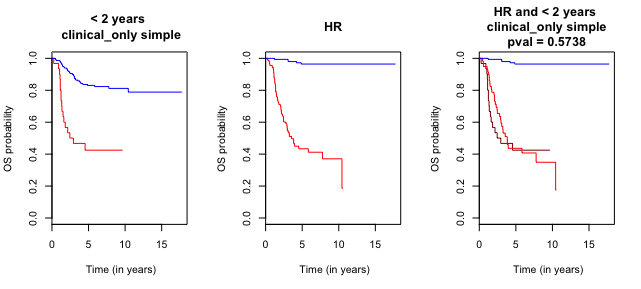 < 2 years
clinical_only simple
OS probability
1.0
0.8
0.6
0.4
0.2
0.0
0 5 10 15
Time (in years)
HR
OS probability
1.0
0.8
0.6
0.4
0.2
0.0
0 5 10 15
Time (in years)
HR and < 2 years
clinical_only simple
pval = 0.5738
OS probability
1.0
0.8
0.6
0.4
0.2
0.0
0 5 10 15
Time (in years)